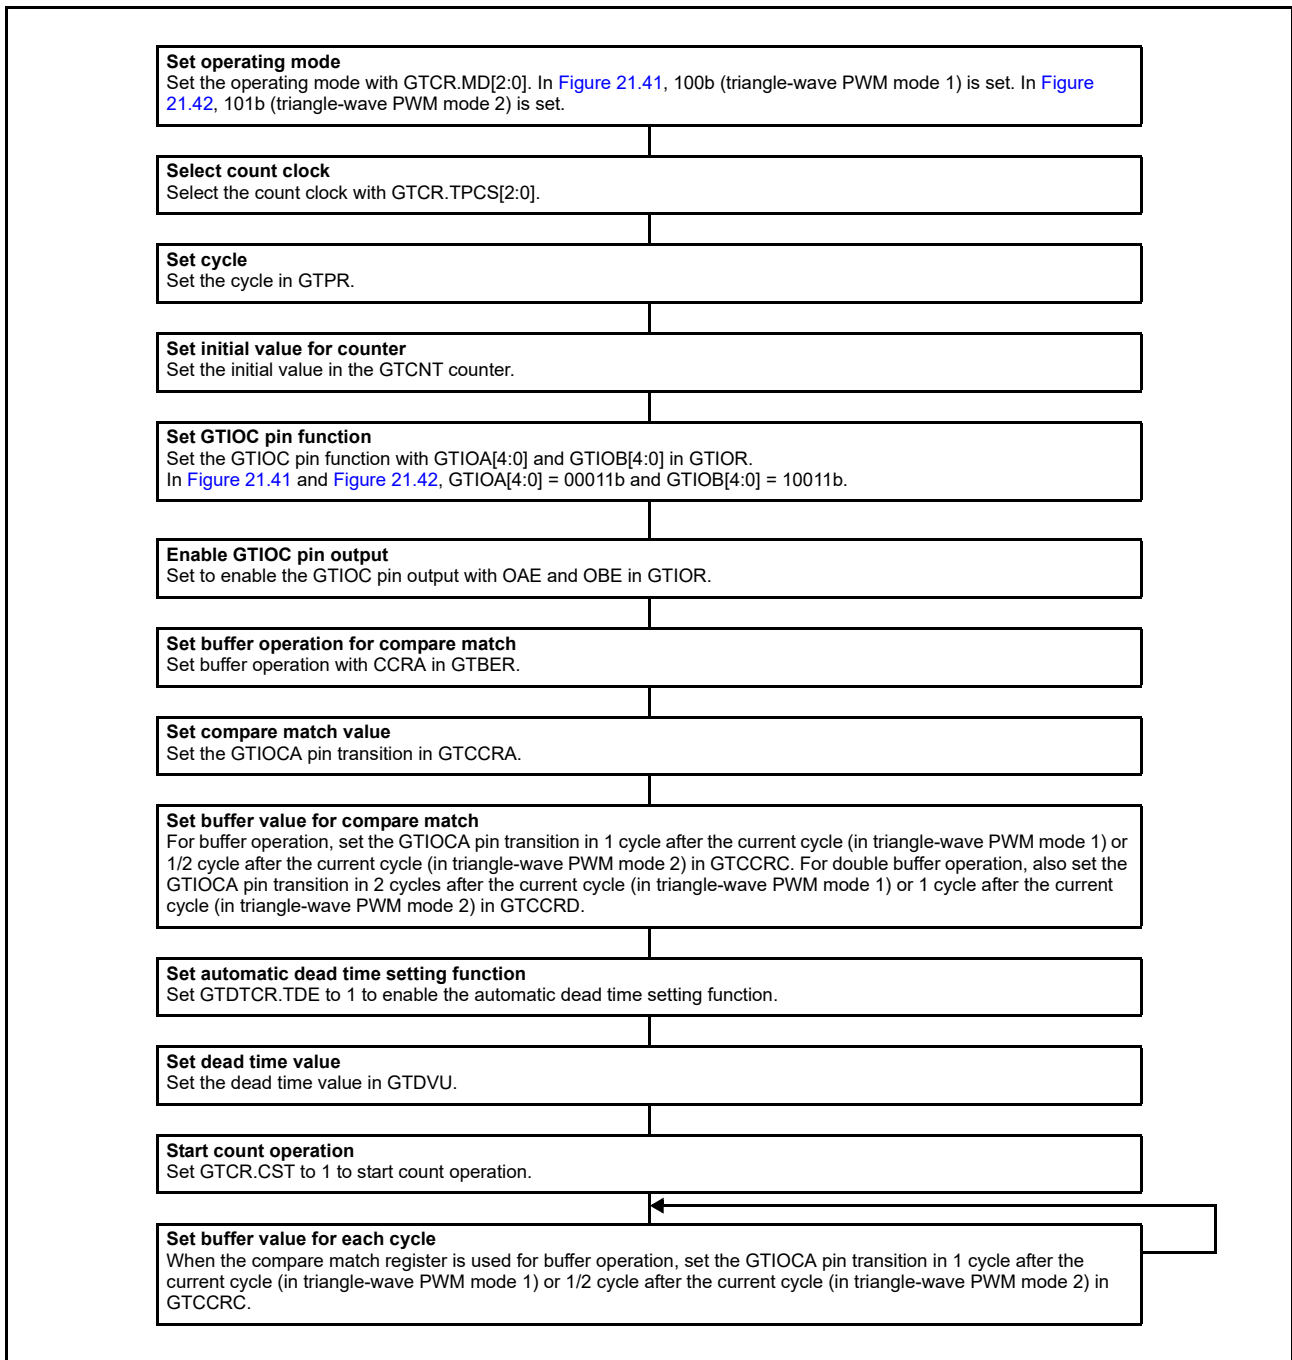 Set operating mode
Set the operating mode with GTCR.MD[2:0]. In Figure 21.41, 100b (triangle-wave PWM mode 1) is set. In Figure
21.42, 101b (triangle-wave PWM mode 2) is set.
Select count clock
Select the count clock with GTCR.TPCS[2:0].
Set cycle
Set the cycle in GTPR.
Set initial value for counter
Set the initial value in the GTCNT counter.
Set GTIOC pin function
Set the GTIOC pin function with GTIOA[4:0] and GTIOB[4:0] in GTIOR.
In Figure 21.41 and Figure 21.42, GTIOA[4:0] = 00011b and GTIOB[4:0] = 10011b.
Enable GTIOC pin output
Set to enable the GTIOC pin output with OAE and OBE in GTIOR.
Set buffer operation for compare match
Set buffer operation with CCRA in GTBER.
Set compare match value
Set the GTIOCA pin transition in GTCCRA.
Set buffer value for compare match
For buffer operation, set the GTIOCA pin transition in 1 cycle after the current cycle (in triangle-wave PWM mode 1) or
1/2 cycle after the current cycle (in triangle-wave PWM mode 2) in GTCCRC. For double buffer operation, also set the
GTIOCA pin transition in 2 cycles after the current cycle (in triangle-wave PWM mode 1) or 1 cycle after the current
cycle (in triangle-wave PWM mode 2) in GTCCRD.
Set automatic dead time setting function
Set GTDTCR.TDE to 1 to enable the automatic dead time setting function.
Set dead time value
Set the dead time value in GTDVU.
Start count operation
Set GTCR.CST to 1 to start count operation.
Set buffer value for each cycle
When the compare match register is used for buffer operation, set the GTIOCA pin transition in 1 cycle after the
current cycle (in triangle-wave PWM mode 1) or 1/2 cycle after the current cycle (in triangle-wave PWM mode 2) in
GTCCRC.